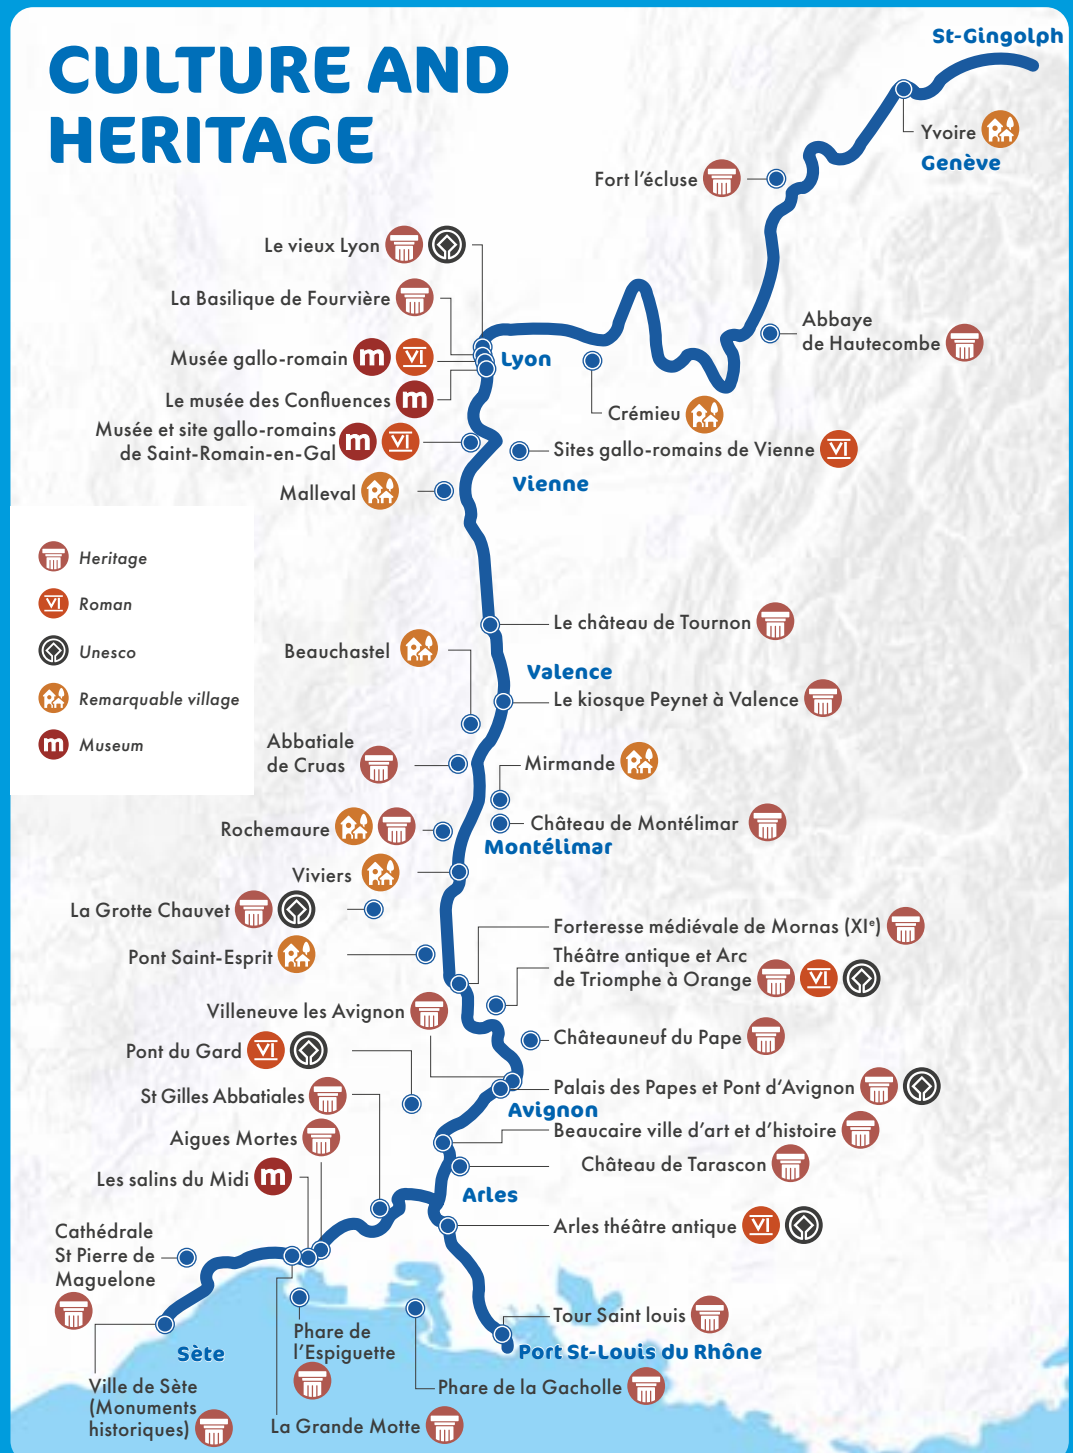 CULTURE AND
HERITAGE
St-Gingolph
Yvoire
Genève
Fort l'écluse
Le vieux Lyon
La Basilique de Fourvière
Abbaye
de Hautecombe
Musée gallo-romain
m
VI
Lyon
Le musée des Confluences
m
Crémieu
Musée et site gallo-romains
de Saint-Romain-en-Gal
m
VI
Sites gallo-romains de Vienne
VI
Vienne
Malleval
Heritage
VI
Roman
Unesco
Remarquable village
m
Museum
Le château de Tournon
Beauchastel
Valence
Le kiosque Peynet à Valence
Abbatiale
de Cruas
Mirmande
Rochemaure
Château de Montélimar
Montélimar
Viviers
La Grotte Chauvet
Forteresse médiévale de Mornas (XIᵉ)
Pont Saint-Esprit
Théâtre antique et Arc
de Triomphe à Orange
VI
Villeneuve les Avignon
Châteauneuf du Pape
Pont du Gard
VI
Palais des Papes et Pont d'Avignon
St Gilles Abbatiales
Avignon
Beaucaire ville d'art et d'histoire
Aigues Mortes
Château de Tarascon
Les salins du Midi
m
Arles
Arles théâtre antique
VI
Cathédrale
St Pierre de
Maguelone
Tour Saint louis
Phare de
l'Espiguette
Sète
Port St-Louis du Rhône
Ville de Sète
(Monuments
historiques)
Phare de la Gacholle
La Grande Motte